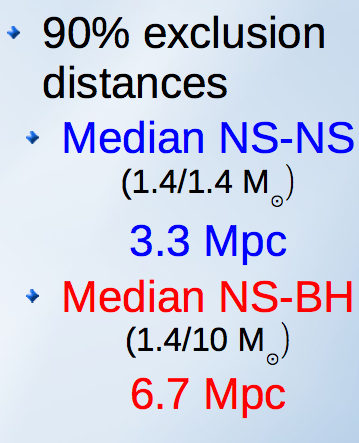 90% exclusion
distances
Median NS-NS
(1.4/1.4 M☉)
3.3 Mpc
Median NS-BH
(1.4/10 M☉)
6.7 Mpc